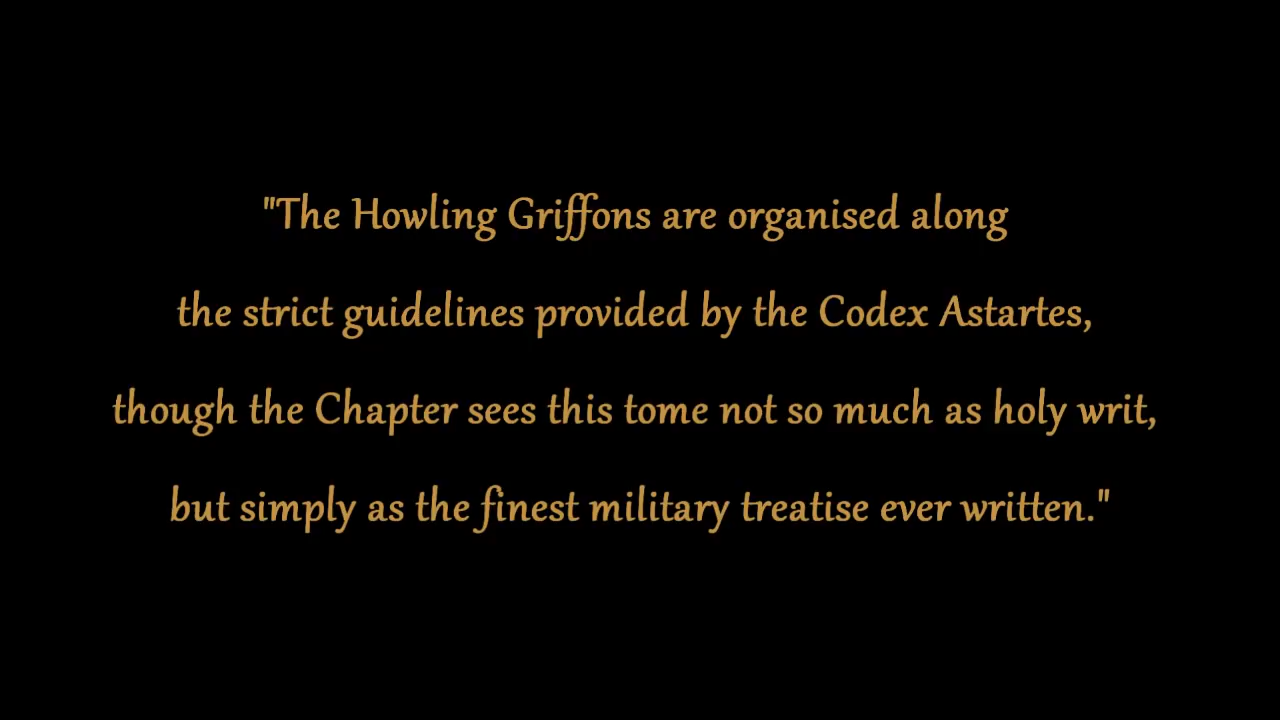 "The Howling Griffons are organised along
the strict guidelines provided by the Codex Astartes,
though the Chapter sees this tome not so much as holy writ,
but simply as the finest military treatise ever written."